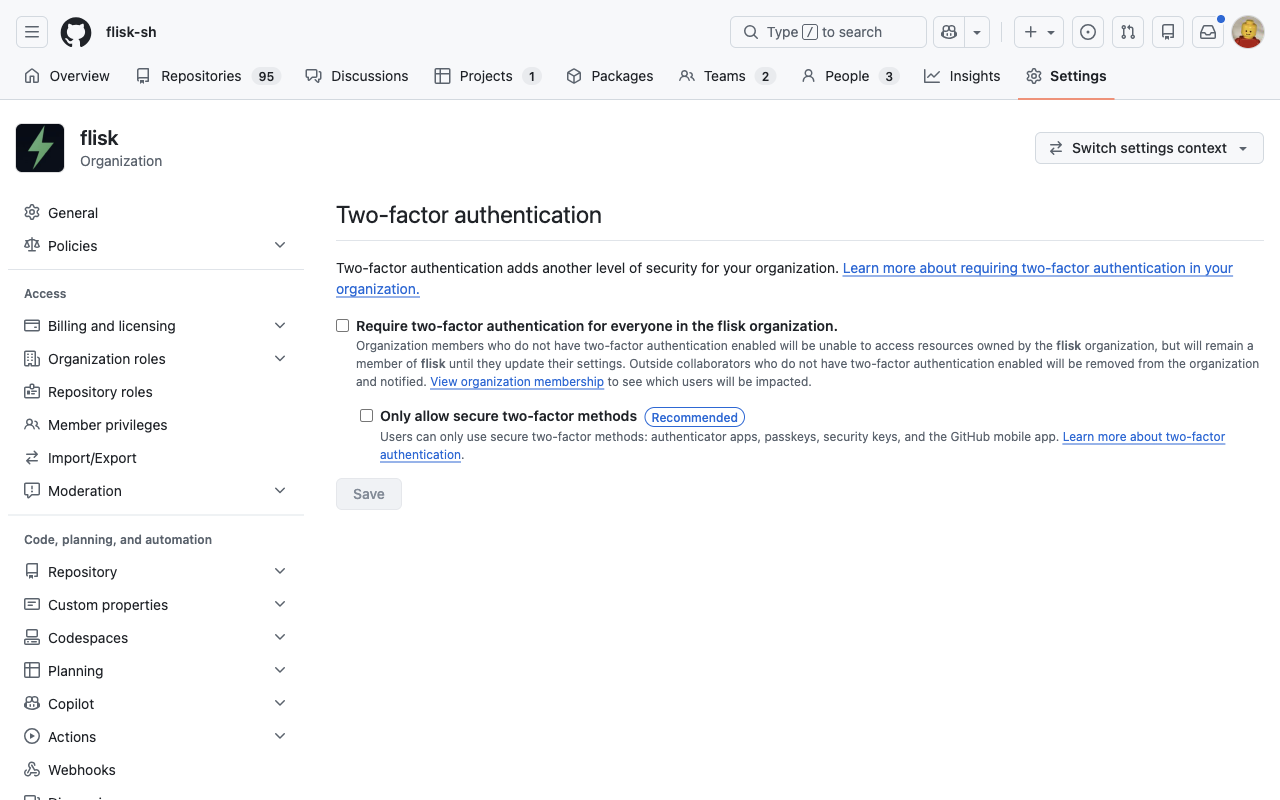 flisk-sh
Type / to search
Overview
Repositories 95
Discussions
Projects 1
Packages
Teams 2
People 3
Insights
Settings
flisk
Organization
Switch settings context
General
Policies
Access
Billing and licensing
Organization roles
Repository roles
Member privileges
Import/Export
Moderation
Code, planning, and automation
Repository
Custom properties
Codespaces
Planning
Copilot
Actions
Webhooks
Two-factor authentication
Two-factor authentication adds another level of security for your organization. Learn more about requiring two-factor authentication in your
organization.
Require two-factor authentication for everyone in the flisk organization.
Organization members who do not have two-factor authentication enabled will be unable to access resources owned by the flisk organization, but will remain a
member of flisk until they update their settings. Outside collaborators who do not have two-factor authentication enabled will be removed from the organization
and notified. View organization membership to see which users will be impacted.
Only allow secure two-factor methods Recommended
Users can only use secure two-factor methods: authenticator apps, passkeys, security keys, and the GitHub mobile app. Learn more about two-factor
authentication.
Save